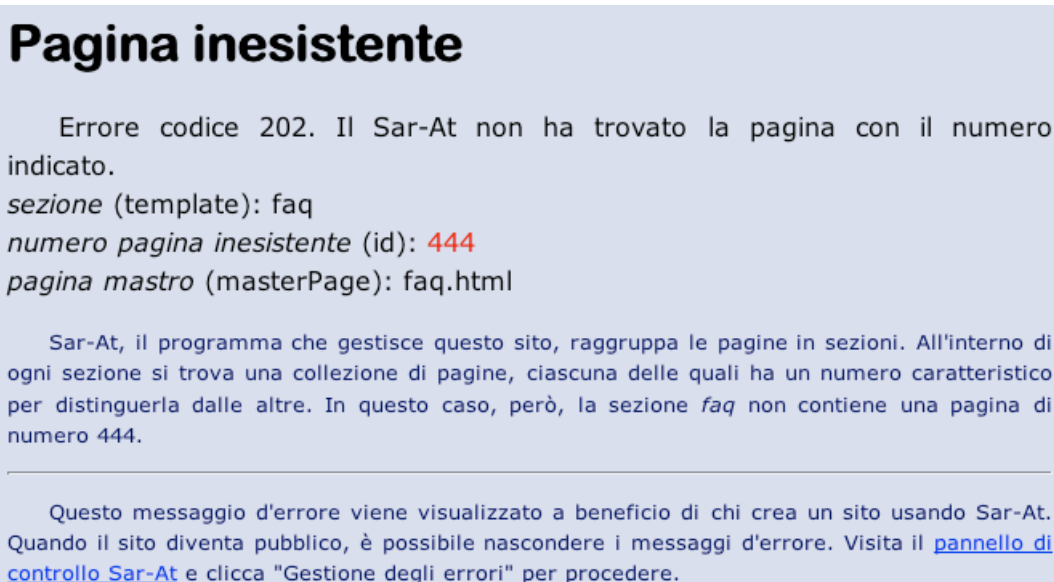 Pagina inesistente
Errore codice 202. Il Sar-At non ha trovato la pagina con il numero
indicato.
sezione (template): faq
numero pagina inesistente (id): 444
pagina mastro (masterPage): faq.html
Sar-At, il programma che gestisce questo sito, raggruppa le pagine in sezioni. All'interno di
ogni sezione si trova una collezione di pagine, ciascuna delle quali ha un numero caratteristico
per distinguerla dalle altre. In questo caso, però, la sezione faq non contiene una pagina di
numero 444.
Questo messaggio d'errore viene visualizzato a beneficio di chi crea un sito usando Sar-At.
Quando il sito diventa pubblico, è possibile nascondere i messaggi d'errore. Visita il pannello di
controllo Sar-At e clicca "Gestione degli errori" per procedere.